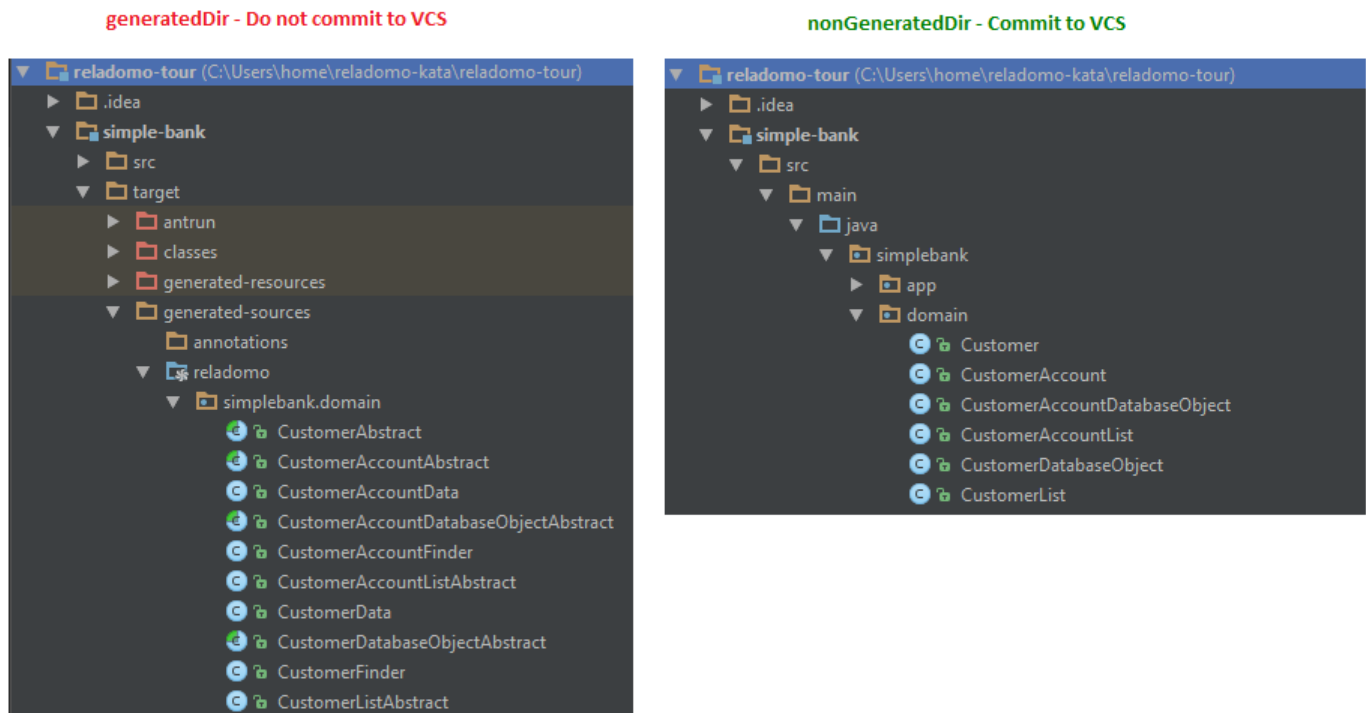 generatedDir - Do not commit to VCS
reladomo-tour (C:\Users\home\reladomo-kata\reladomo-tour)
.idea
simple-bank
src
target
antrun
classes
generated-resources
generated-sources
annotations
reladomo
simplebank.domain
CustomerAbstract
CustomerAccountAbstract
CustomerAccountData
CustomerAccountDatabaseObjectAbstract
CustomerAccountFinder
CustomerAccountListAbstract
CustomerData
CustomerDatabaseObjectAbstract
CustomerFinder
CustomerListAbstract
nonGeneratedDir - Commit to VCS
reladomo-tour (C:\Users\home\reladomo-kata\reladomo-tour)
.idea
simple-bank
src
main
java
simplebank
app
domain
Customer
CustomerAccount
CustomerAccountDatabaseObject
CustomerAccountList
CustomerDatabaseObject
CustomerList